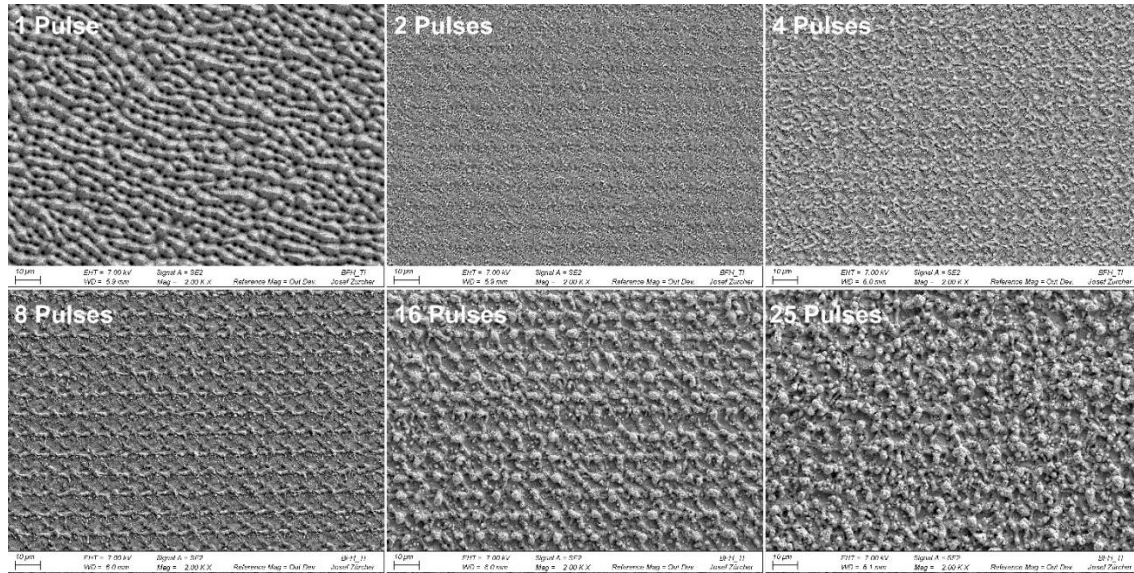 1 Pulse
10 µm EHT = 7.00 kV Signal A = SE2 BFH_TI
WD = 5.9 mm Mag = 2.00 K X Reference Mag = Out Dev. Josef Zürcher
2 Pulses
10 µm EHT = 7.00 kV Signal A = SE2 BFH_TI
WD = 5.9 mm Mag = 2.00 K X Reference Mag = Out Dev. Josef Zürcher
4 Pulses
10 µm EHT = 7.00 kV Signal A = SE2 BFH_TI
WD = 6.0 mm Mag = 2.00 K X Reference Mag = Out Dev. Josef Zürcher
8 Pulses
10 µm EHT = 7.00 kV Signal A = SE2 BFH_TI
WD = 6.0 mm Mag = 2.00 K X Reference Mag = Out Dev. Josef Zürcher
16 Pulses
10 µm EHT = 7.00 kV Signal A = SE2 BFH_TI
WD = 6.0 mm Mag = 2.00 K X Reference Mag = Out Dev. Josef Zürcher
25 Pulses
10 µm EHT = 7.00 kV Signal A = SE2 BFH_TI
WD = 6.1 mm Mag = 2.00 K X Reference Mag = Out Dev. Josef Zürcher